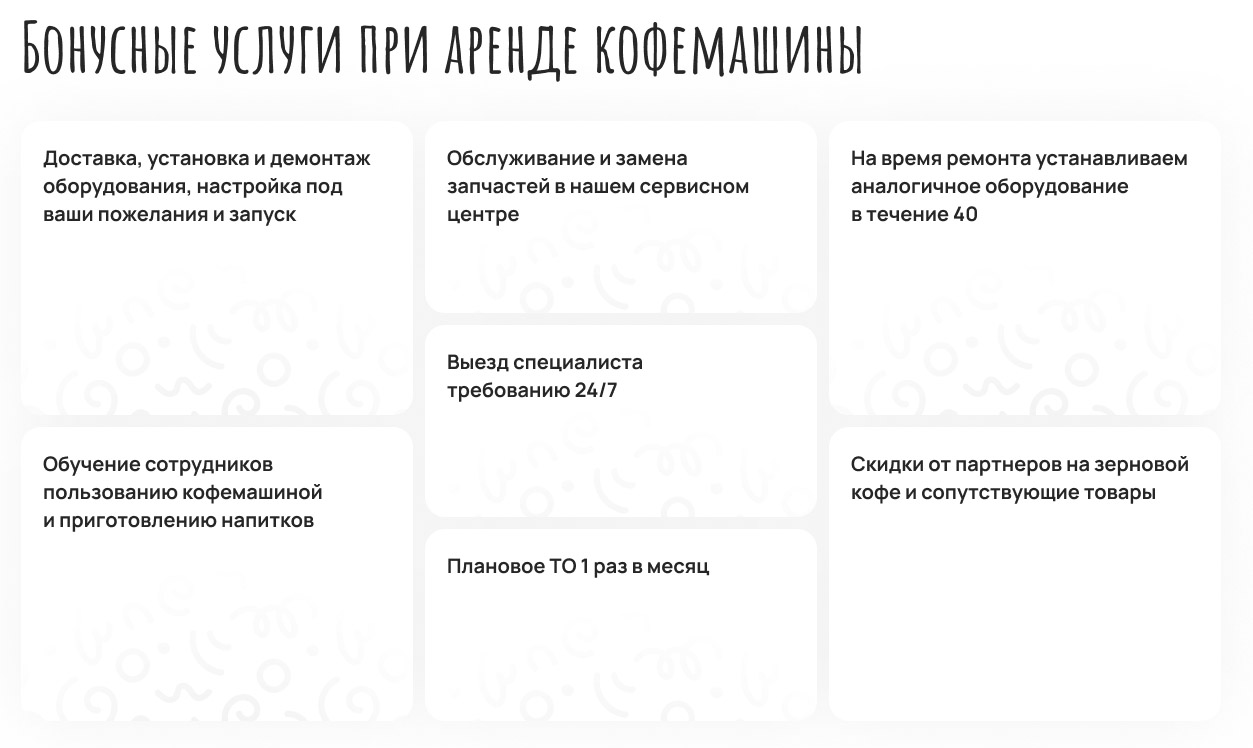 Бонусные услуги при аренде кофемашины
Доставка, установка и демонтаж
оборудования, настройка под
ваши пожелания и запуск
Обучение сотрудников
пользованию кофемашиной
и приготовлению напитков
Обслуживание и замена
запчастей в нашем сервисном
центре
Выезд специалиста
требованию 24/7
Плановое ТО 1 раз в месяц
На время ремонта устанавливаем
аналогичное оборудование
в течение 40
Скидки от партнеров на зерновой
кофе и сопутствующие товары